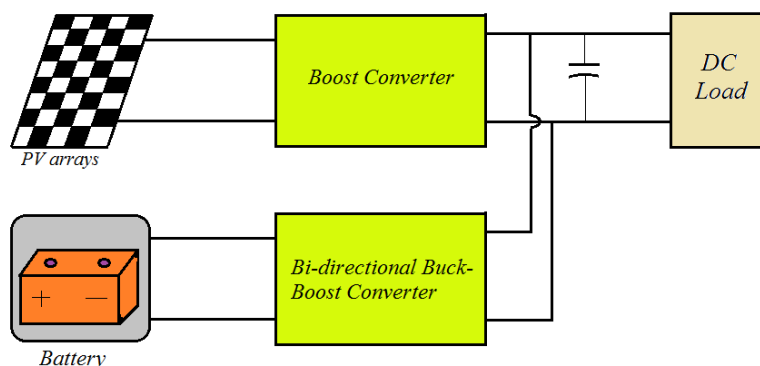 Boost Converter
DC
Load
PV arrays
Bi-directional Buck-
Boost Converter
+ —
Battery